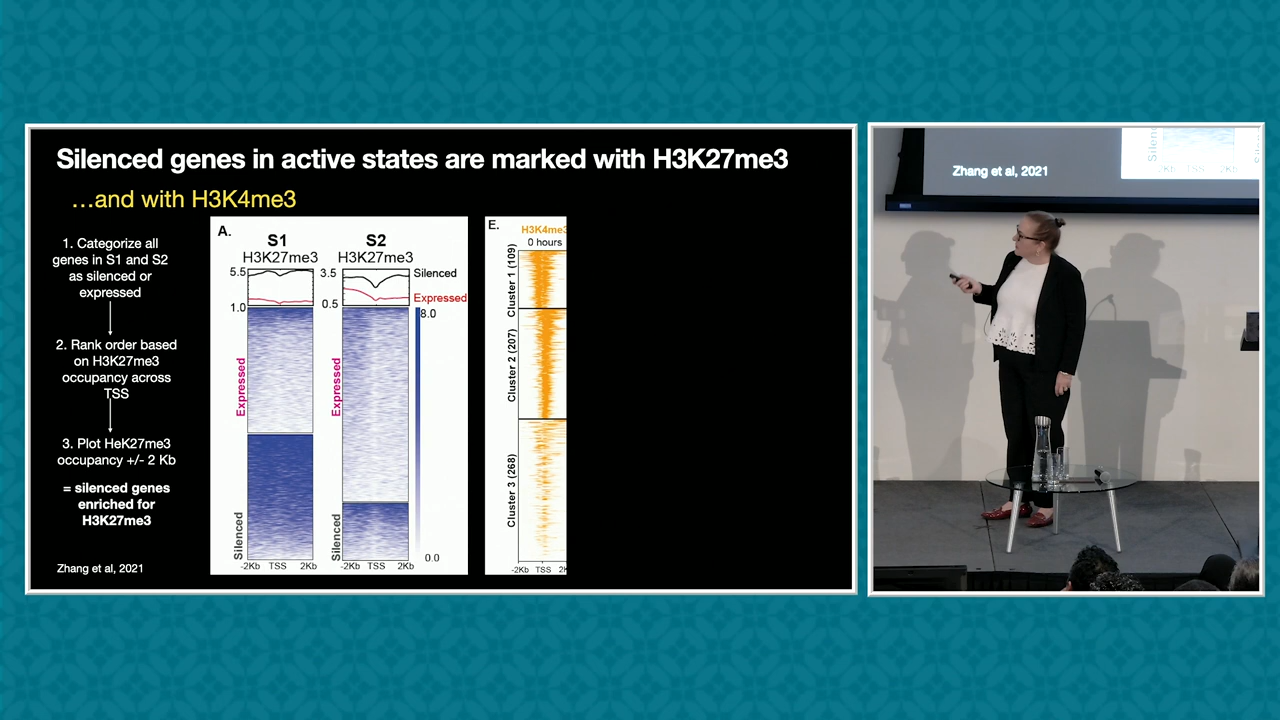 Silenced genes in active states are marked with H3K27me3
…and with H3K4me3
1. Categorize all
genes in S1 and S2
as silenced or
expressed
2. Rank order based
on H3K27me3
occupancy across
TSS
3. Plot HeK27me3
occupancy +/- 2 Kb
= silenced genes
enriched for
H3K27me3
Zhang et al, 2021
A.
S1
H3K27me3
5.5
1.0
S2
H3K27me3
3.5
0.5
Silenced
Expressed
8.0
0.0
Expressed
Silenced
Expressed
Silenced
-2Kb TSS 2Kb
-2Kb TSS 2Kb
E.
H3K4me3
0 hours
Cluster 1 (109)
Cluster 2 (207)
Cluster 3 (268)
-2Kb TSS
Zhang et al, 2021
-2Kb TSS 2Kb